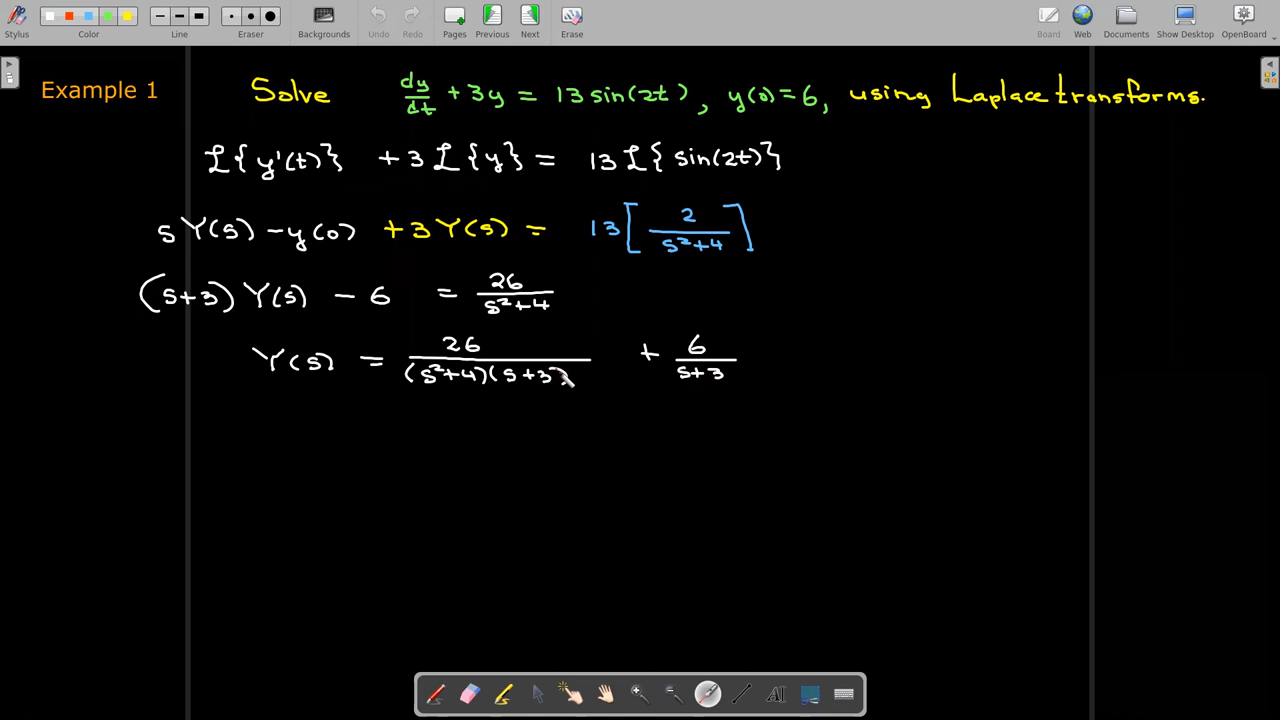 Stylus Color Line Eraser Backgrounds Undo Redo Pages Previous Next Erase Board Web Documents Show Desktop OpenBoard
Example 1 Solve dy/dt + 3y = 13 sin(2t), y(0) = 6, using Laplace transforms.
ℒ{y'(t)} + 3ℒ{y} = 13ℒ{sin(2t)}
sY(s) - y(0) + 3Y(s) = 13[2/(s²+4)]
(s+3)Y(s) - 6 = 26/(s²+4)
Y(s) = 26/((s²+4)(s+3)) + 6/(s+3)
AI